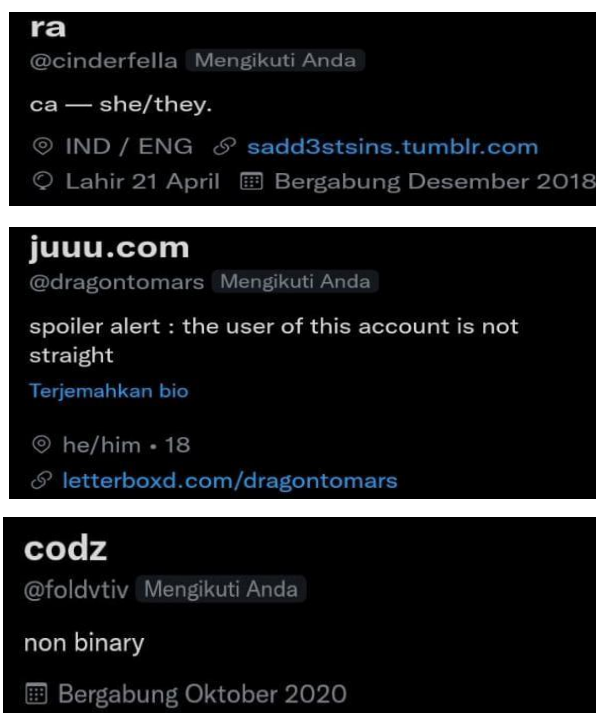 ra
@cinderfella Mengikuti Anda
ca — she/they.
IND / ENG sadd3stsins.tumblr.com
Lahir 21 April Bergabung Desember 2018
juuu.com
@dragontomars Mengikuti Anda
spoiler alert : the user of this account is not
straight
Terjemahkan bio
he/him • 18
letterboxd.com/dragontomars
codz
@foldvtiv Mengikuti Anda
non binary
Bergabung Oktober 2020